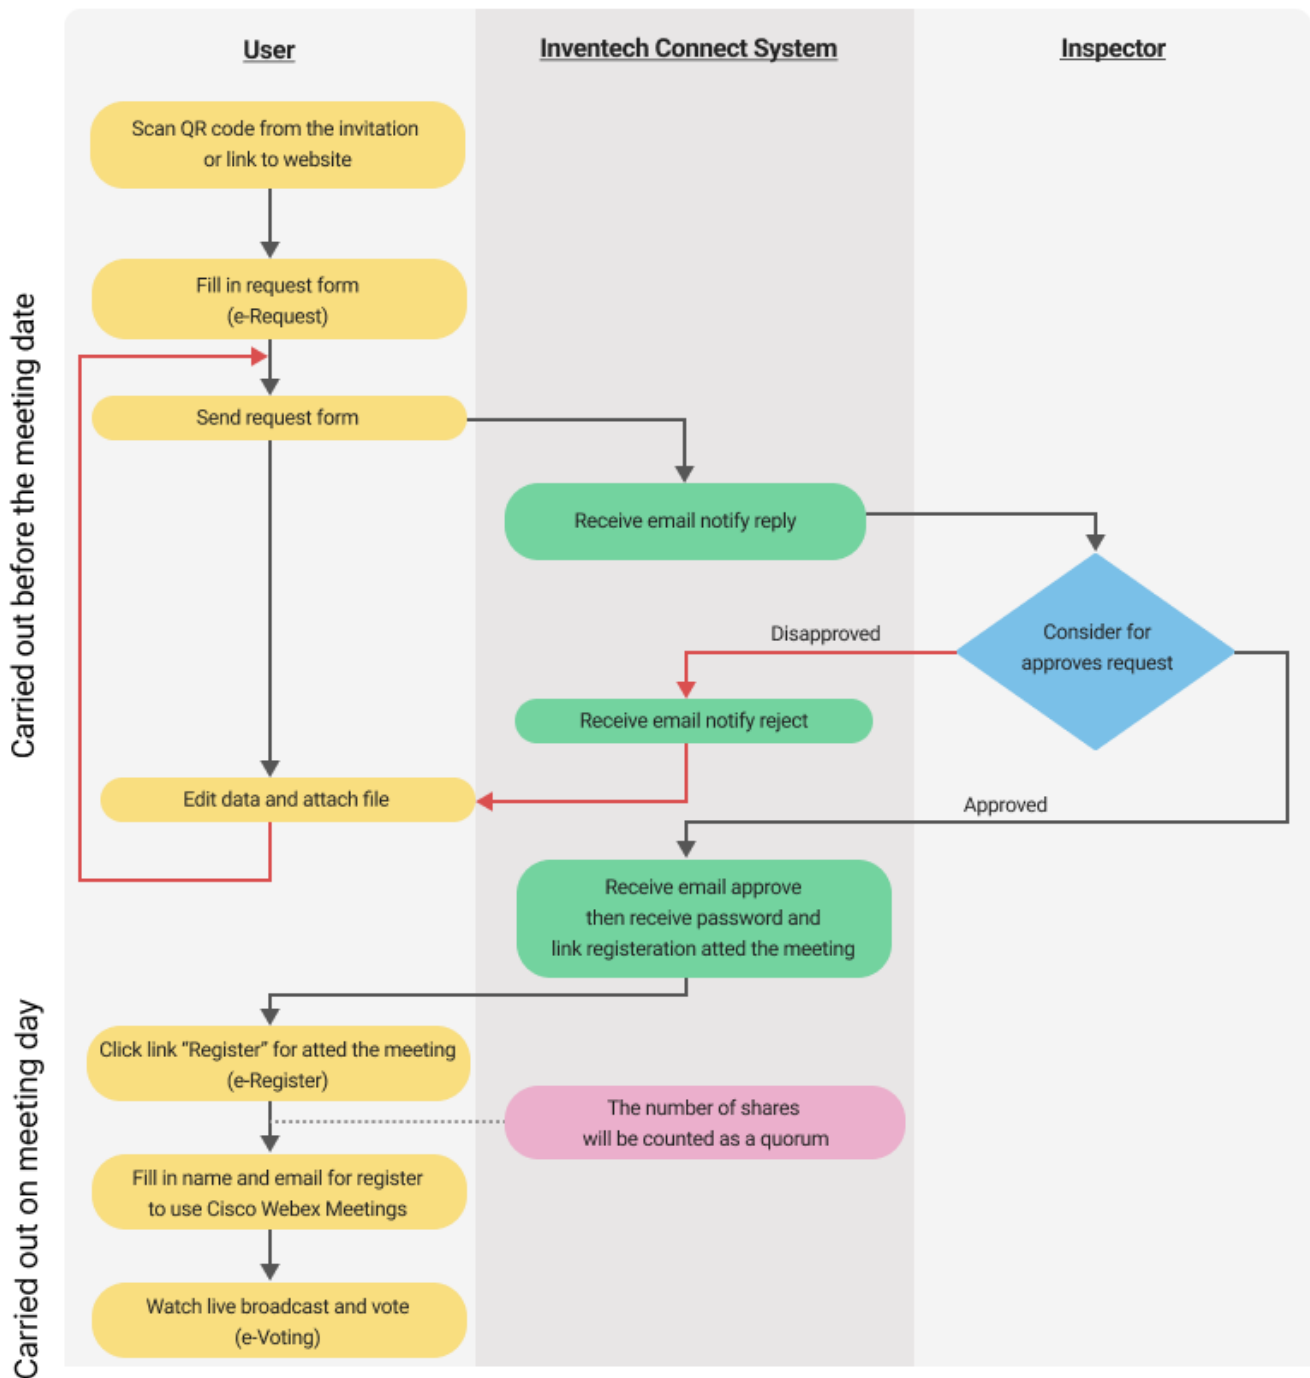 User
Inventech Connect System
Inspector
Scan QR code from the invitation
or link to website
Fill in request form
(e-Request)
Send request form
Receive email notify reply
Consider for
approves request
Disapproved
Receive email notify reject
Edit data and attach file
Approved
Receive email approve
then receive password and
link registeration atted the meeting
Click link “Register” for atted the meeting
(e-Register)
The number of shares
will be counted as a quorum
Fill in name and email for register
to use Cisco Webex Meetings
Watch live broadcast and vote
(e-Voting)
Carried out before the meeting date
Carried out on meeting day